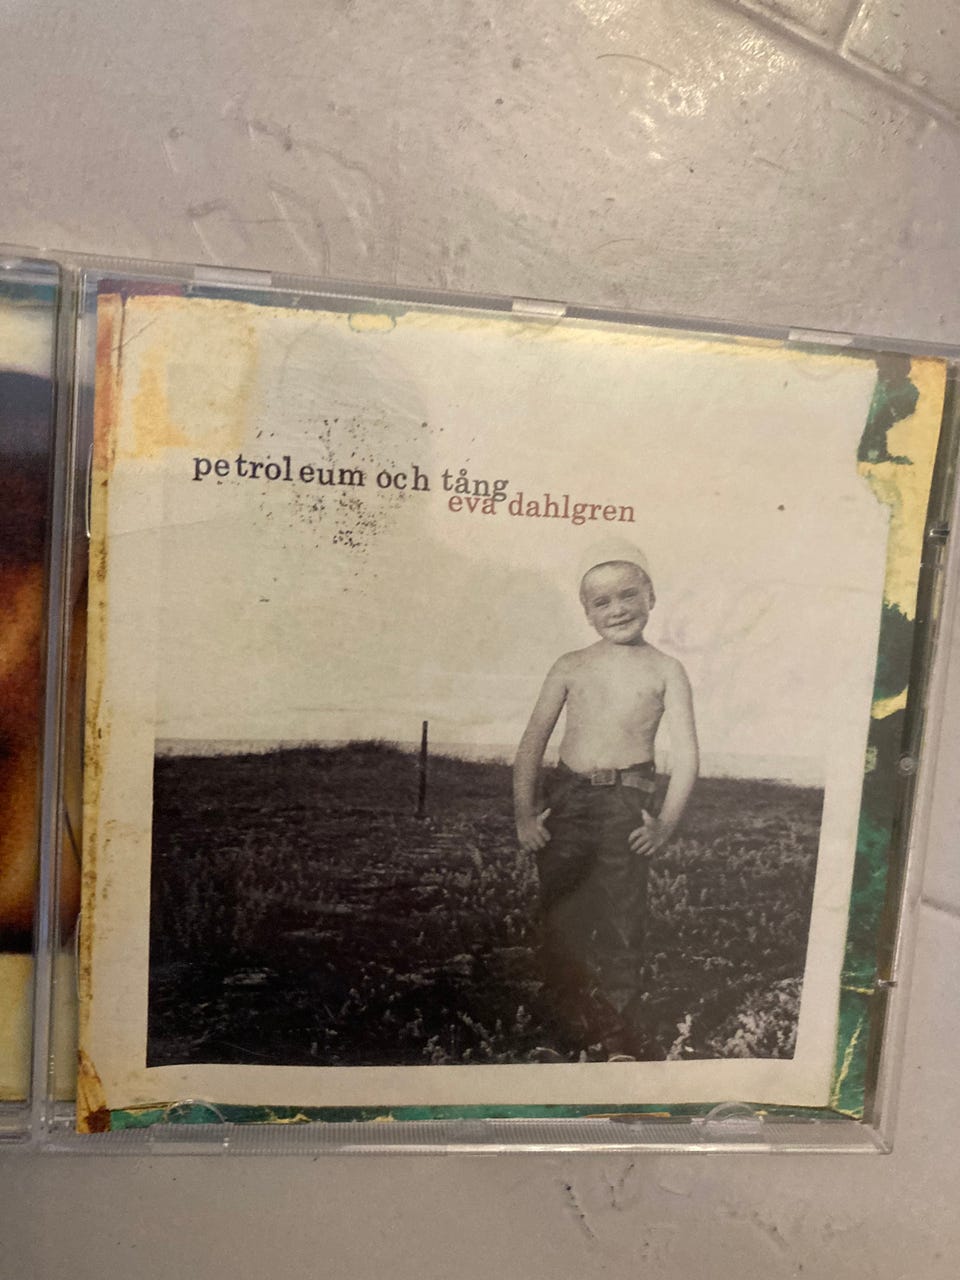 petroleum och tång
eva dahlgren